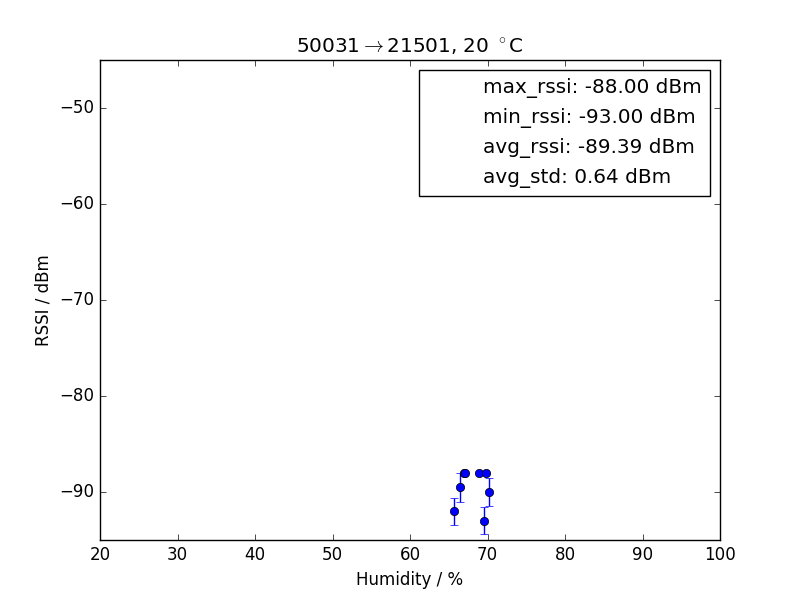 50031→21501, 20 °C
max_rssi: -88.00 dBm
min_rssi: -93.00 dBm
avg_rssi: -89.39 dBm
avg_std: 0.64 dBm
RSSI / dBm
−50
−60
−70
−80
−90
20 30 40 50 60 70 80 90 100
Humidity / %